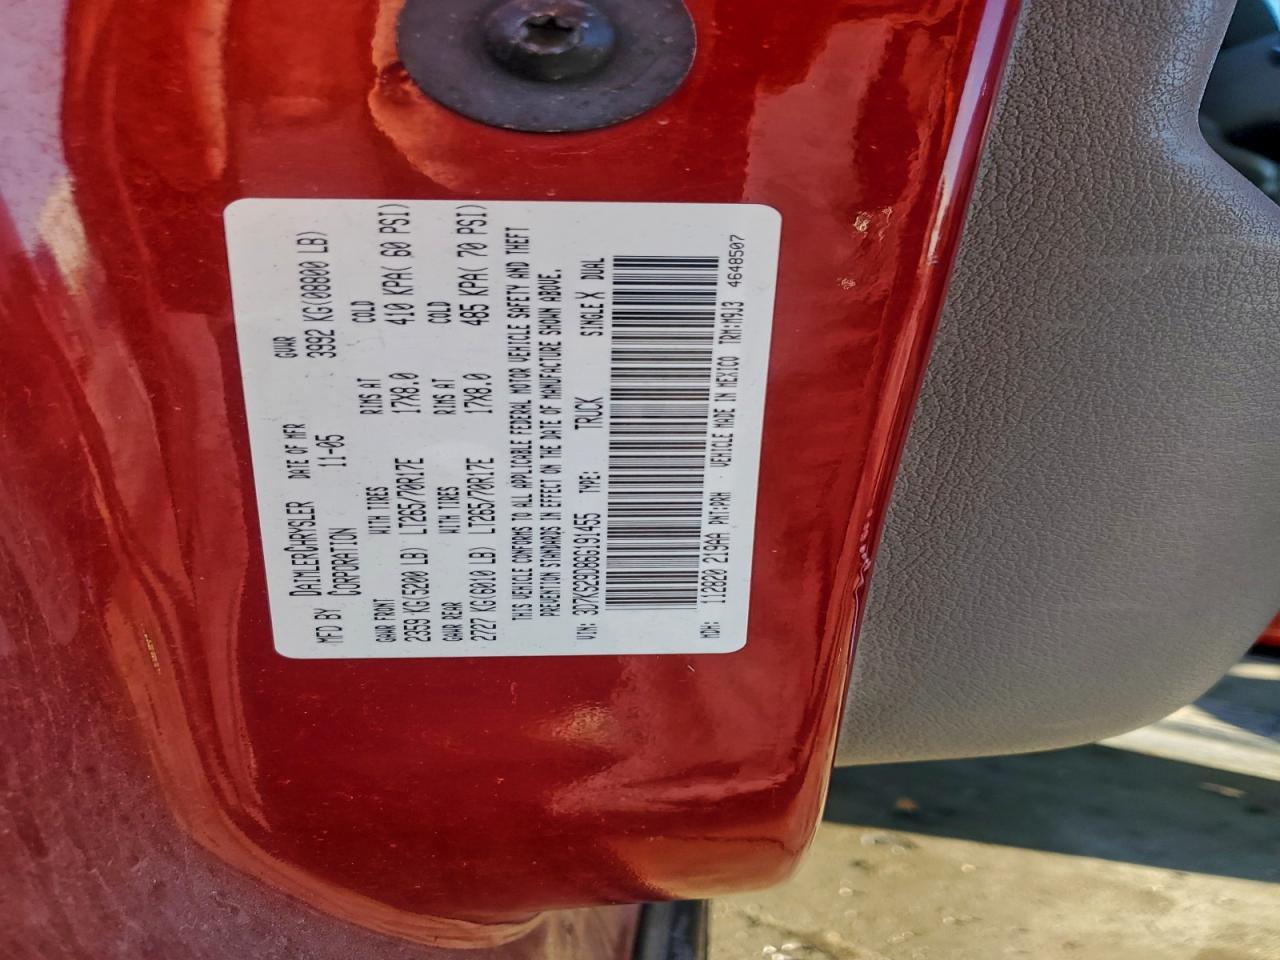 MFD BY DAIMLERCHRYSLER DATE OF MFR GVWR
CORPORATION 11-05 3992 KG(08800 LB)
GAWR FRONT WITH TIRES RIMS AT COLD
2359 KG(5200 LB) LT265/70R17E 17X8.0 410 KPA( 60 PSI)
GAWR REAR WITH TIRES RIMS AT COLD
2727 KG(6010 LB) LT265/70R17E 17X8.0 485 KPA( 70 PSI)
THIS VEHICLE CONFORMS TO ALL APPLICABLE FEDERAL MOTOR VEHICLE SAFETY AND THEFT
PREVENTION STANDARDS IN EFFECT ON THE DATE OF MANUFACTURE SHOWN ABOVE.
VIN: 3D7KS29D86G191455 TYPE: TRUCK SINGLE X DUAL
MDH: 112820 219AA PNT:PRH VEHICLE MADE IN MEXICO TRM:M9J3 4648507